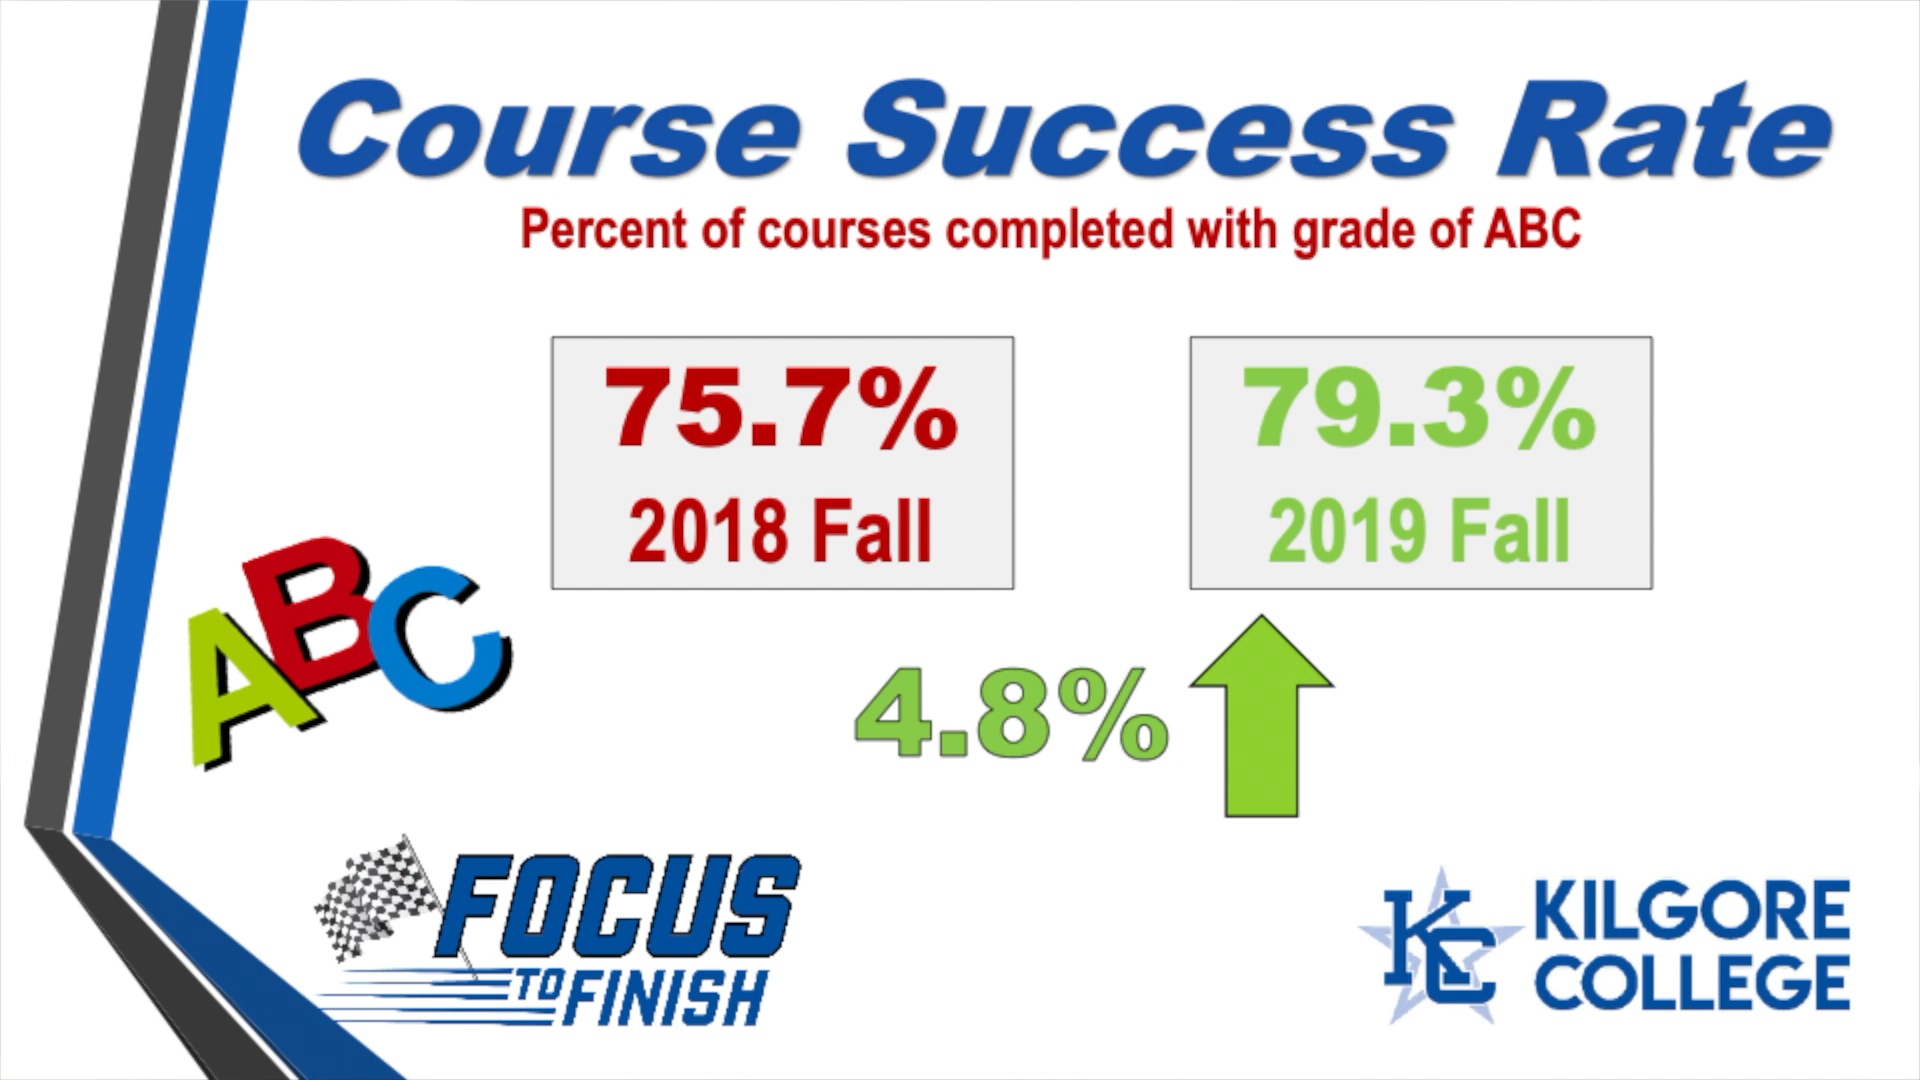 Course Success Rate
Percent of courses completed with grade of ABC
75.7%
2018 Fall
79.3%
2019 Fall
ABC
4.8%
FOCUS
TO FINISH
KC
KILGORE
COLLEGE